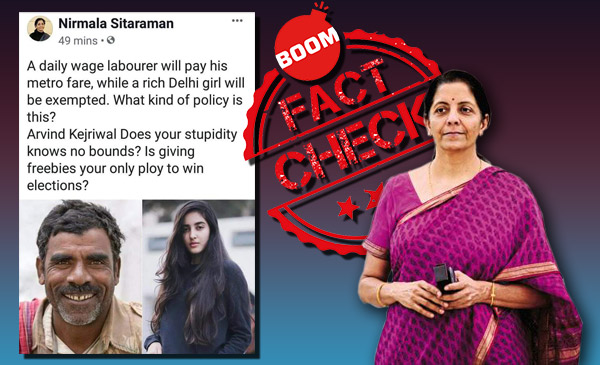 Nirmala Sitaraman
49 mins •
A daily wage labourer will pay his
metro fare, while a rich Delhi girl will
be exempted. What kind of policy is
this?
Arvind Kejriwal Does your stupidity
knows no bounds? Is giving
freebies your only ploy to win
elections?
BOOM
FACT
CHECK